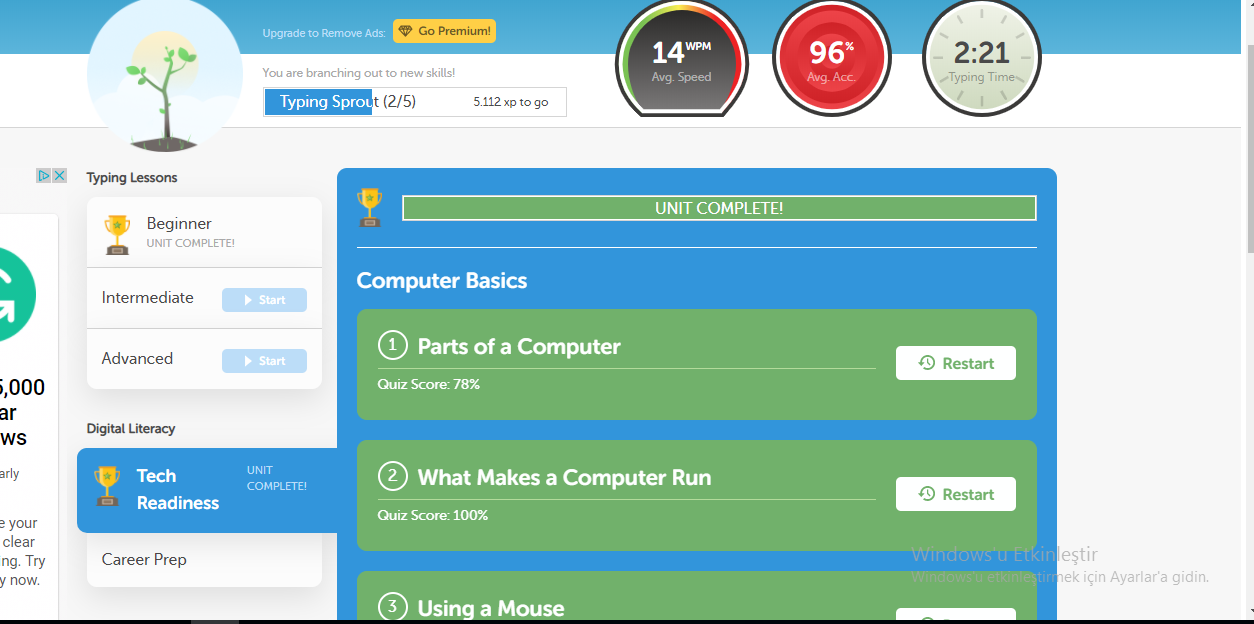 Upgrade to Remove Ads:
Go Premium!
You are branching out to new skills!
Typing Sprout (2/5)
5.112 xp to go
14 WPM
Avg. Speed
96%
Avg. Acc.
2:21
Typing Time
Typing Lessons
Beginner
UNIT COMPLETE!
Intermediate
Start
Advanced
Start
Digital Literacy
Tech
Readiness
UNIT
COMPLETE!
Career Prep
UNIT COMPLETE!
Computer Basics
1 Parts of a Computer
Quiz Score: 78%
Restart
2 What Makes a Computer Run
Quiz Score: 100%
Restart
3 Using a Mouse
5,000
ar
ws
arly
e your
clear
ing. Try
y now.
Windows'u Etkinleştir
Windows'u etkinleştirmek için Ayarlar'a gidin.